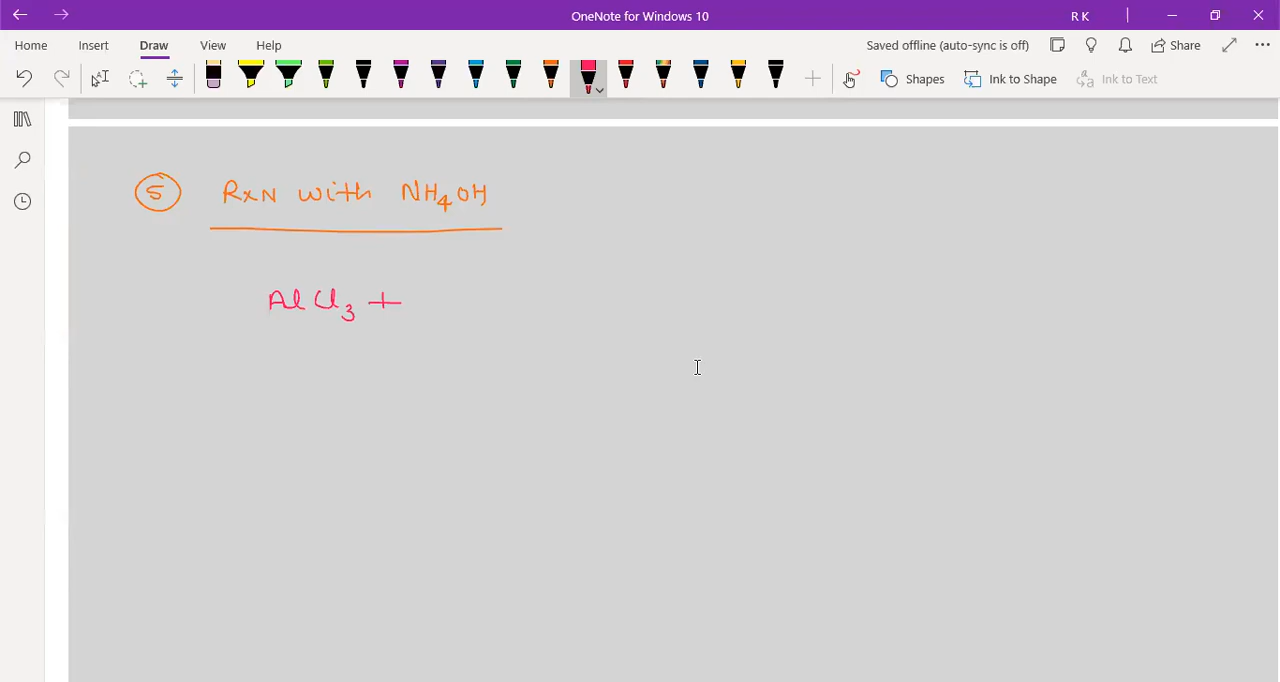 OneNote for Windows 10
R K
Home Insert Draw View Help
Saved offline (auto-sync is off)
Share
Shapes
Ink to Shape
Ink to Text
5 RxN with NH4OH
AlCl3 +